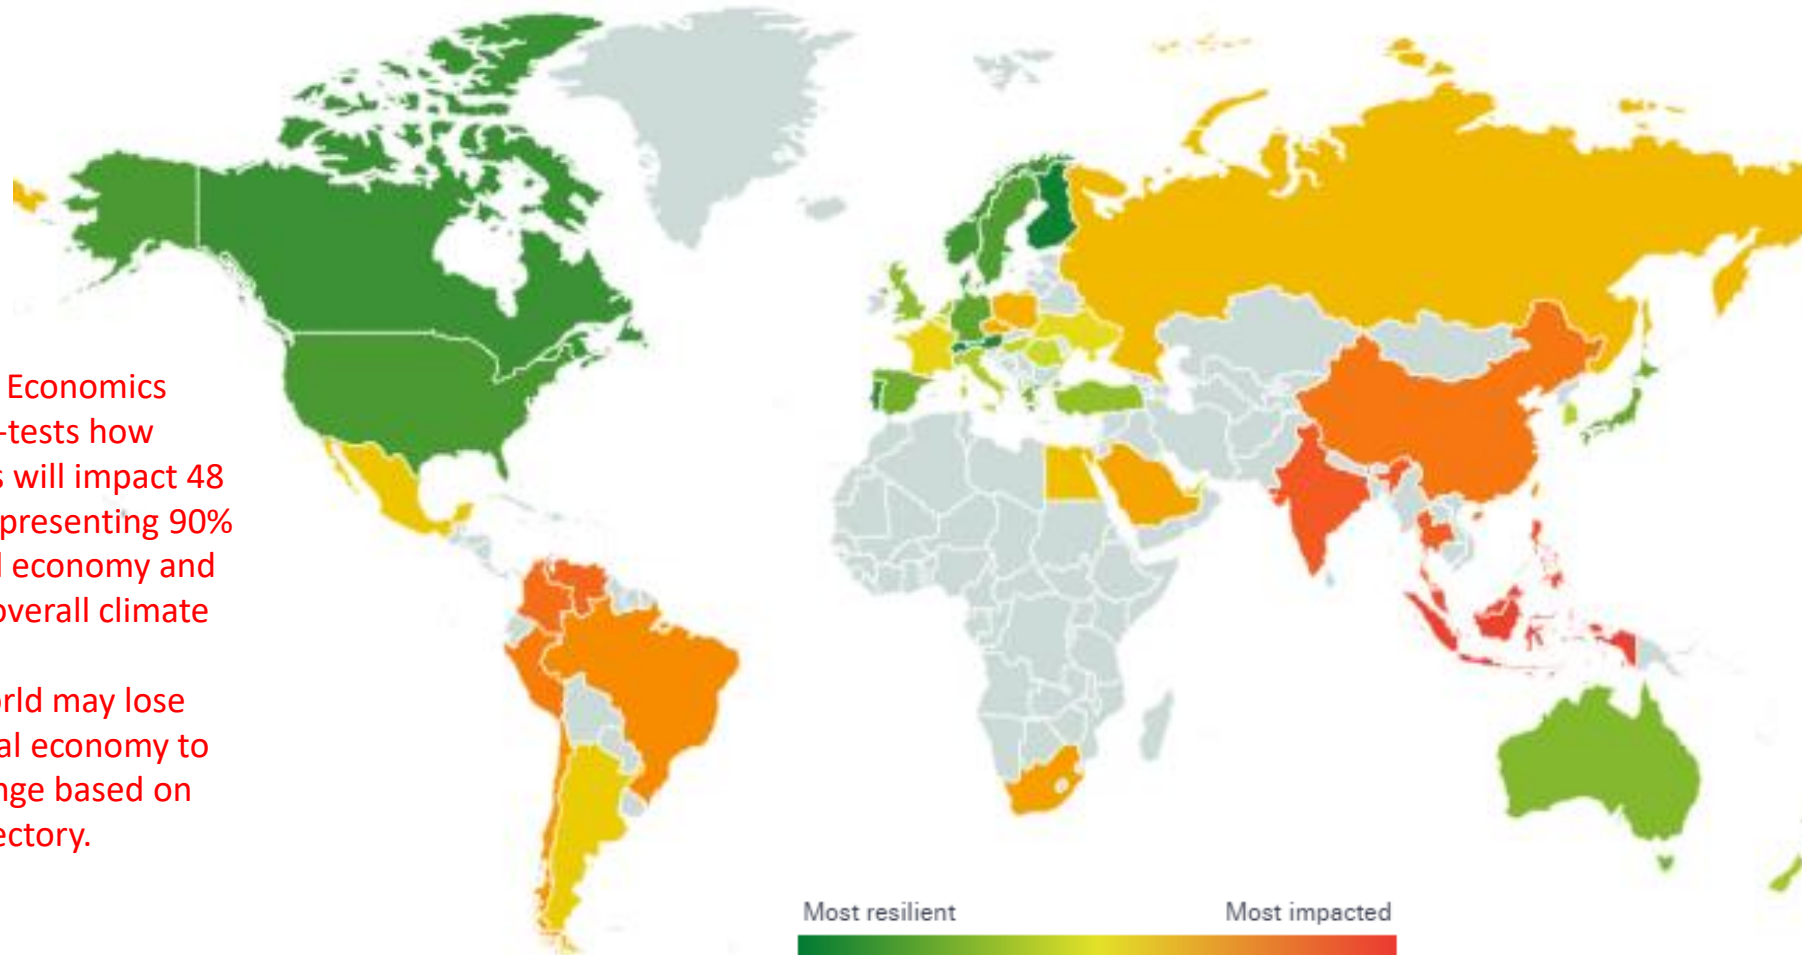 Economics
-tests how
s will impact 48
presenting 90%
l economy and
overall climate
rld may lose
al economy to
nge based on
ectory.
Most resilient
Most impacted